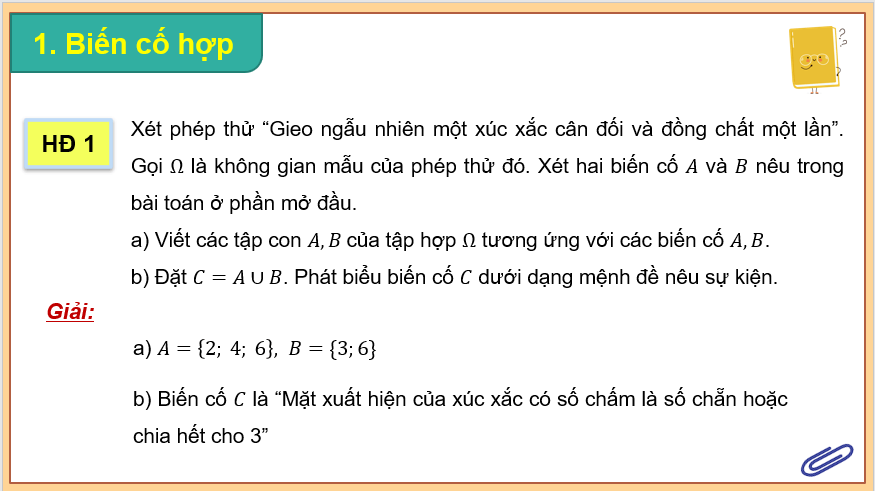 1. Biến cố hợp
HĐ 1
Xét phép thử “Gieo ngẫu nhiên một xúc xắc cân đối và đồng chất một lần”.
Gọi Ω là không gian mẫu của phép thử đó. Xét hai biến cố A và B nêu trong
bài toán ở phần mở đầu.
a) Viết các tập con A, B của tập hợp Ω tương ứng với các biến cố A, B.
b) Đặt C = A ∪ B. Phát biểu biến cố C dưới dạng mệnh đề nêu sự kiện.
Giải:
a) A = {2; 4; 6}, B = {3; 6}
b) Biến cố C là “Mặt xuất hiện của xúc xắc có số chấm là số chẵn hoặc
chia hết cho 3”